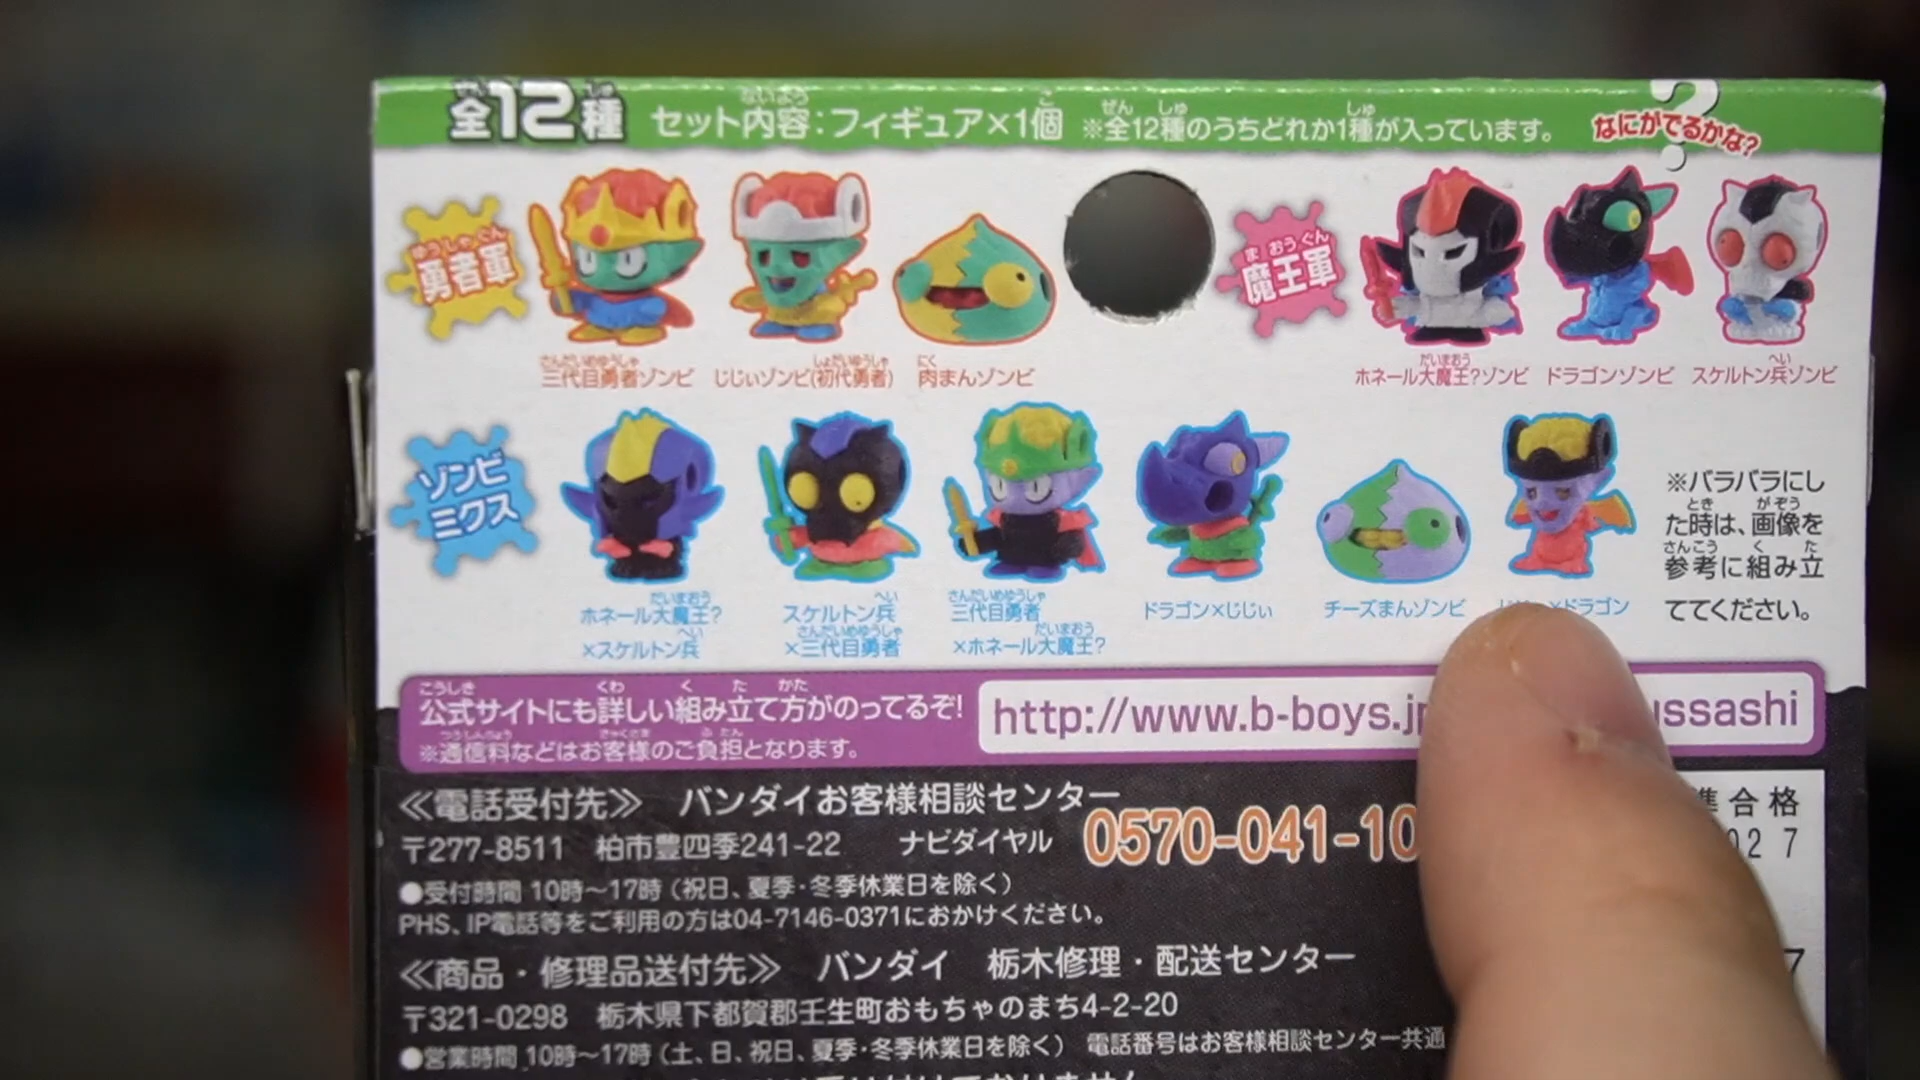 全12種 セット内容:フィギュア×1個 ※全12種のうちどれか1種が入っています。 なにがでるかな?
勇者軍
三代目勇者ゾンビ じじぃゾンビ(初代勇者) 肉まんゾンビ
魔王軍
ホネール大魔王?ゾンビ ドラゴンゾンビ スケルトン兵ゾンビ
ゾンビ
ミクス
ホネール大魔王?
×スケルトン兵
スケルトン兵
×三代目勇者
三代目勇者
×ホネール大魔王?
ドラゴン×じじぃ チーズまんゾンビ ×ドラゴン
※バラバラにし
た時は、画像を
参考に組み立
ててください。
公式サイトにも詳しい組み立て方がのってるぞ!
※通信料などはお客様のご負担となります。
http://www.b-boys.j ssashi
≪電話受付先≫ バンダイお客様相談センター
〒277-8511 柏市豊四季241-22 ナビダイヤル 0570-041-10
●受付時間 10時～17時(祝日、夏季・冬季休業日を除く)
PHS、IP電話等をご利用の方は04-7146-0371におかけください。
≪商品・修理品送付先≫ バンダイ 栃木修理・配送センター
〒321-0298 栃木県下都賀郡壬生町おもちゃのまち4-2-20
●営業時間 10時～17時(土、日、祝日、夏季・冬季休業日を除く) 電話番号はお客様相談センター共通
合格
27
7